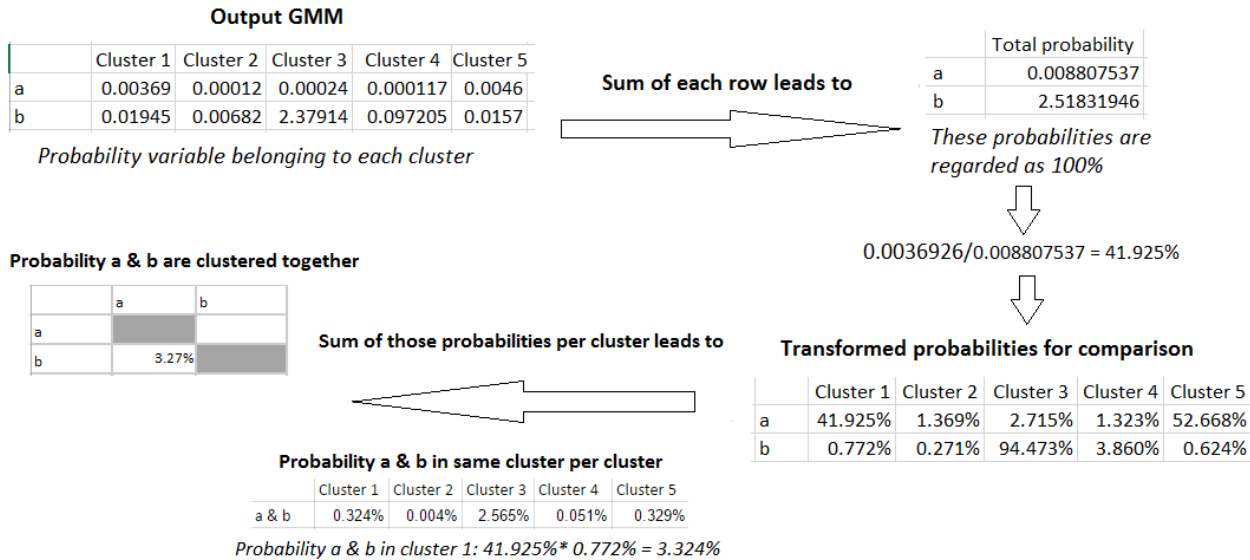 Output GMM
Cluster 1 Cluster 2 Cluster 3 Cluster 4 Cluster 5
a 0.00369 0.00012 0.00024 0.000117 0.0046
b 0.01945 0.00682 2.37914 0.097205 0.0157
Probability variable belonging to each cluster
Sum of each row leads to
Total probability
a 0.008807537
b 2.51831946
These probabilities are
regarded as 100%
0.0036926/0.008807537 = 41.925%
Transformed probabilities for comparison
Cluster 1 Cluster 2 Cluster 3 Cluster 4 Cluster 5
a 41.925% 1.369% 2.715% 1.323% 52.668%
b 0.772% 0.271% 94.473% 3.860% 0.624%
Sum of those probabilities per cluster leads to
Probability a & b in same cluster per cluster
Cluster 1 Cluster 2 Cluster 3 Cluster 4 Cluster 5
a & b 0.324% 0.004% 2.565% 0.051% 0.329%
Probability a & b in cluster 1: 41.925%* 0.772% = 3.324%
Probability a & b are clustered together
a b
a
b 3.27%